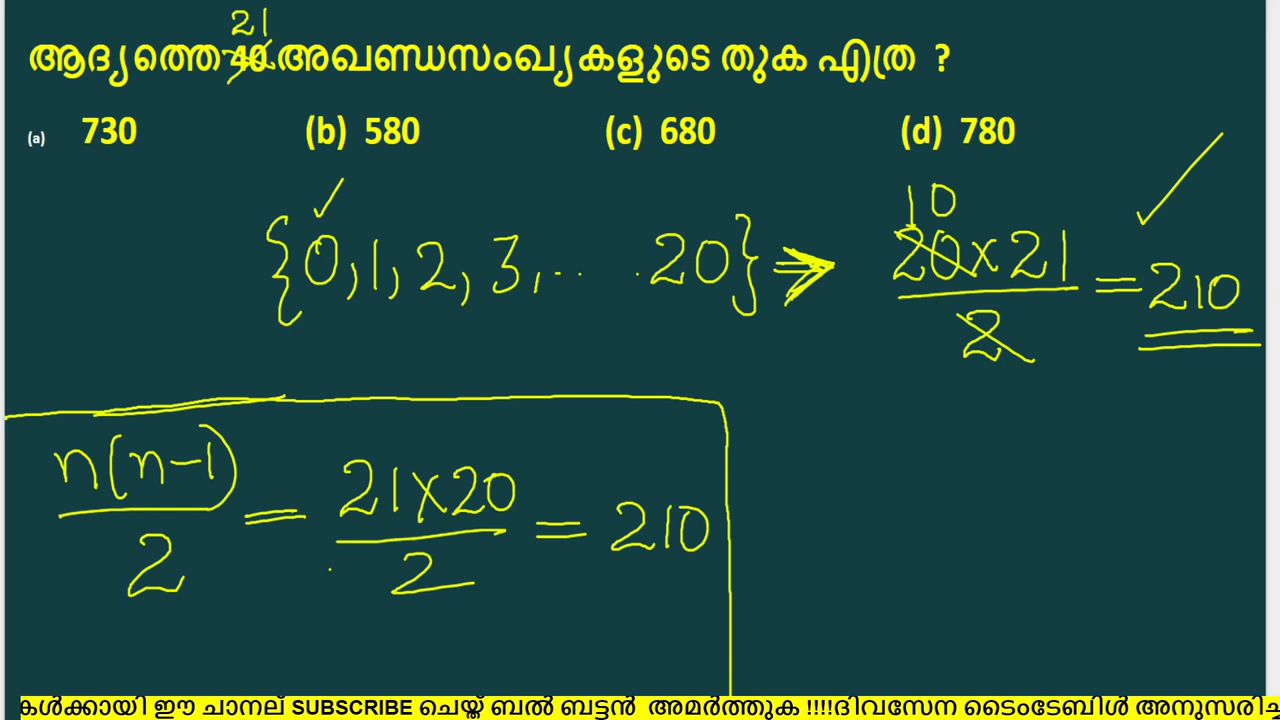 21
ആദ്യത്തെ 40 അഖണ്ഡസംഖ്യകളുടെ തുക എത്ര ?
(a) 730 (b) 580 (c) 680 (d) 780
{0, 1, 2, 3, ... . 20} ⇒ 10 20×21 / 2 = 210
n(n-1) / 2 = 21×20 / 2 = 210
കൾക്കായി ഈ ചാനല് SUBSCRIBE ചെയ്ത് ബൽ ബട്ടൻ അമർത്തുക !!!!ദിവസേന ടൈംടേബിൾ അനുസരിച